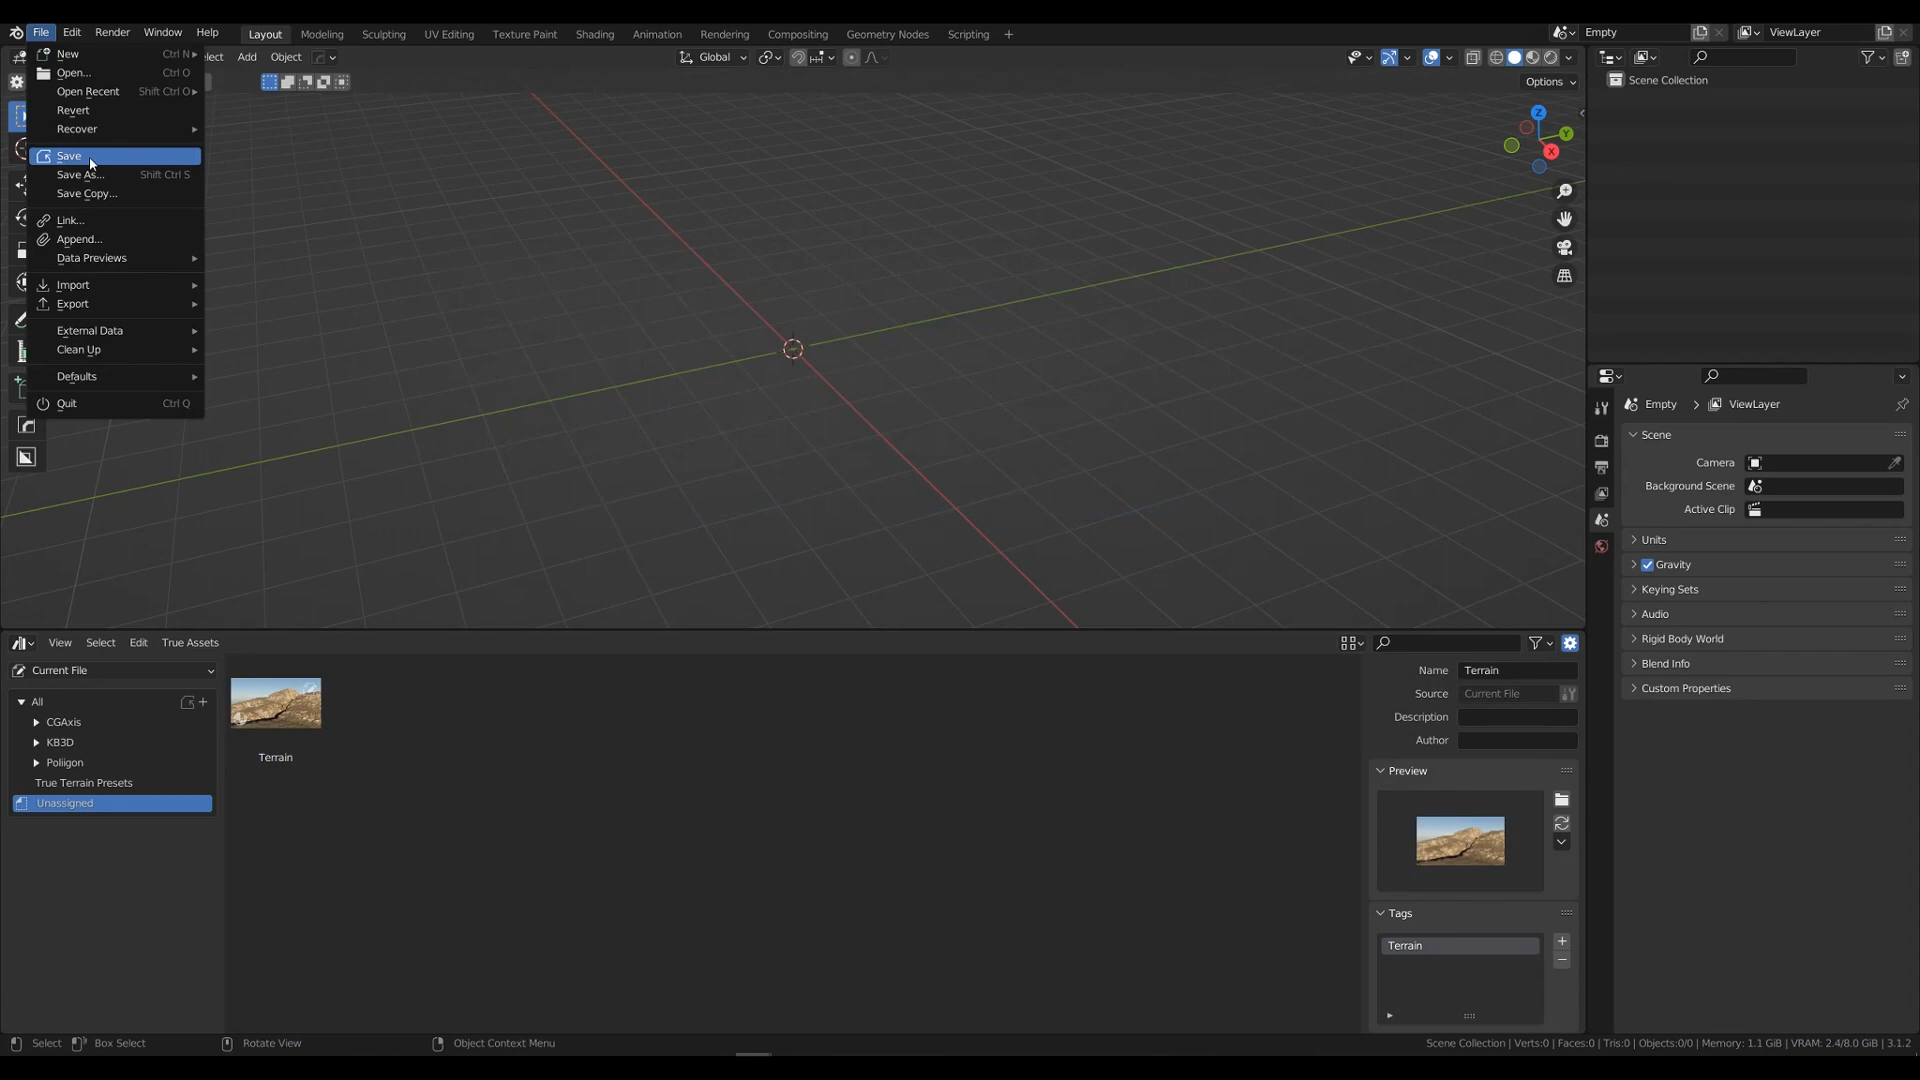 File Edit Render Window Help Layout Modeling Sculpting UV Editing Texture Paint Shading Animation Rendering Compositing Geometry Nodes Scripting + Empty ViewLayer
New Ctrl N
Add Object Global
Open... Ctrl O
Options
Scene Collection
Open Recent Shift Ctrl O
Revert
Recover
Save
Save As... Shift Ctrl S
Save Copy...
Link...
Append...
Data Previews
Import
Export
External Data
Clean Up
Defaults
Quit Ctrl Q
Z
Y
X
Empty > ViewLayer
Scene
Camera
Background Scene
Active Clip
Units
Gravity
Keying Sets
Audio
Rigid Body World
Blend Info
Custom Properties
View Select Edit True Assets
Current File
All
CGAxis
KB3D
Poliigon
True Terrain Presets
Unassigned
Terrain
Name Terrain
Source Current File
Description
Author
Preview
Tags
Terrain
Select Box Select Rotate View Object Context Menu Scene Collection | Verts:0 | Faces:0 | Tris:0 | Objects:0/0 | Memory: 1.1 GiB | VRAM: 2.4/8.0 GiB | 3.1.2